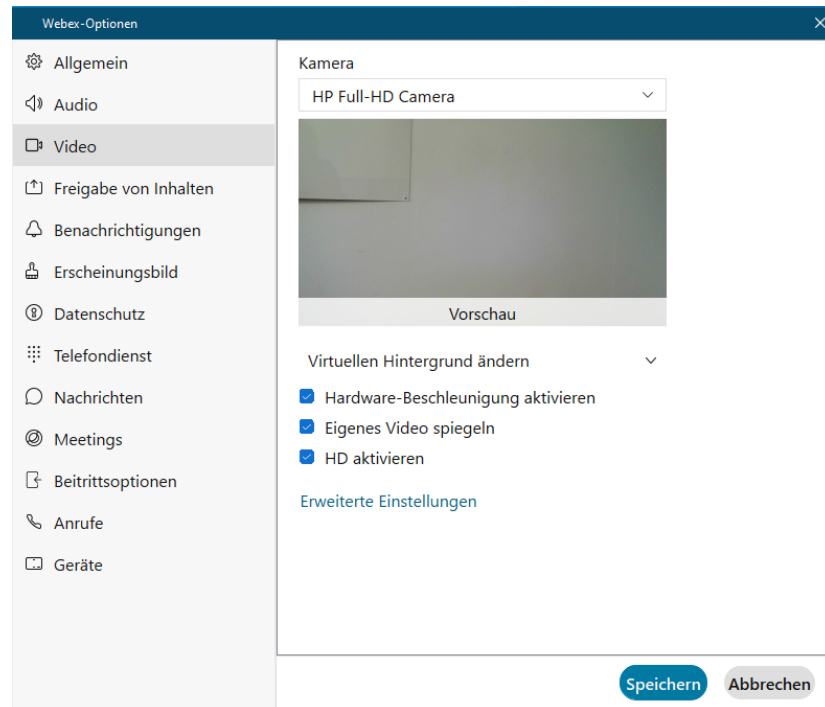 Webex-Optionen
Allgemein
Audio
Video
Freigabe von Inhalten
Benachrichtigungen
Erscheinungsbild
Datenschutz
Telefondienst
Nachrichten
Meetings
Beitrittsoptionen
Anrufe
Geräte
Kamera
HP Full-HD Camera
Vorschau
Virtuellen Hintergrund ändern
Hardware-Beschleunigung aktivieren
Eigenes Video spiegeln
HD aktivieren
Erweiterte Einstellungen
Speichern
Abbrechen